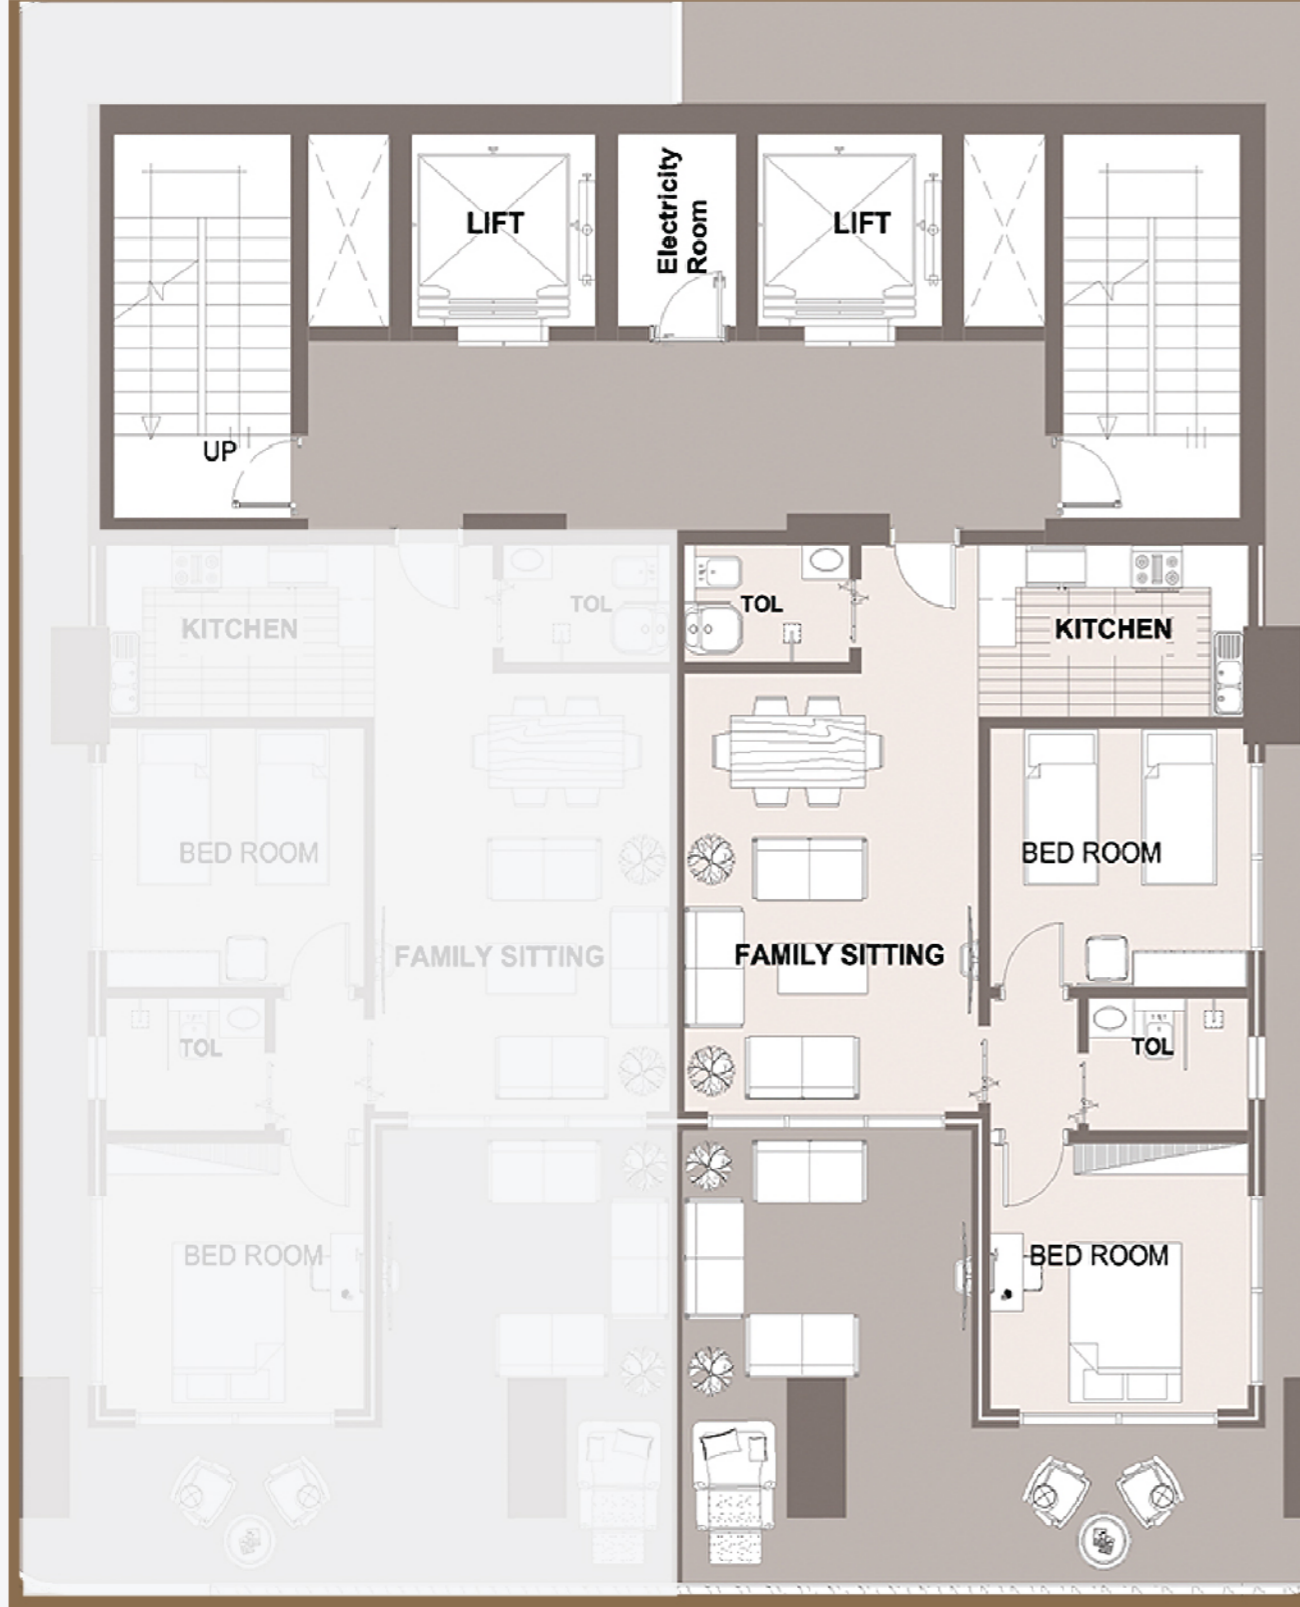 LIFT
Electricity
Room
LIFT
UP
TOL
TOL
KITCHEN
KITCHEN
BED ROOM
BED ROOM
FAMILY SITTING
FAMILY SITTING
TOL
TOL
BED ROOM
BED ROOM